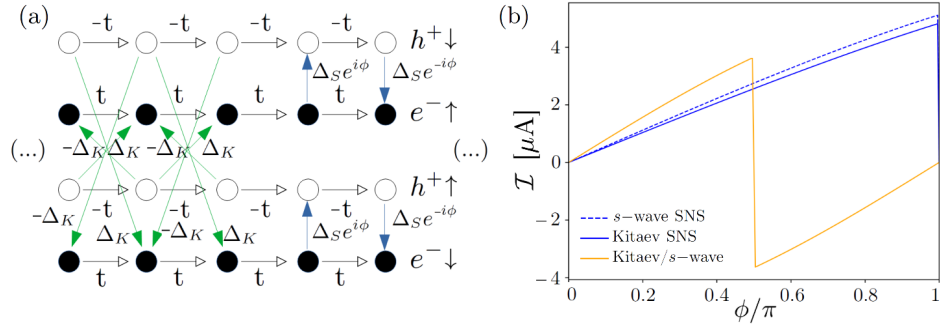 (a)
-t -t -t -t h⁺↓
Δ_S e^{iϕ} Δ_S e^{-iϕ}
t t t t e⁻↑
(...) -Δ_K Δ_K -Δ_K Δ_K (...)
h⁺↑
-Δ_K -t -t -t -t
Δ_K -Δ_K Δ_K Δ_S e^{iϕ} Δ_S e^{-iϕ}
e⁻↓
t t t t
(b)
4
2
0
−2
−4
ℐ [μA]
s−wave SNS
Kitaev SNS
Kitaev/s−wave
0 0.2 0.4 0.6 0.8 1
ϕ/π